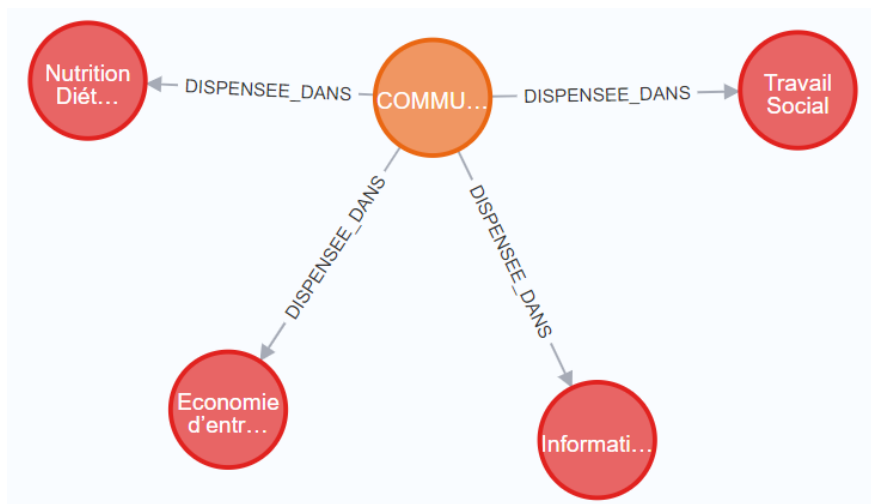 Nutrition
Diét…
DISPENSEE_DANS
COMMU…
DISPENSEE_DANS
Travail
Social
DISPENSEE_DANS
DISPENSEE_DANS
Economie
d'entr…
Informati…